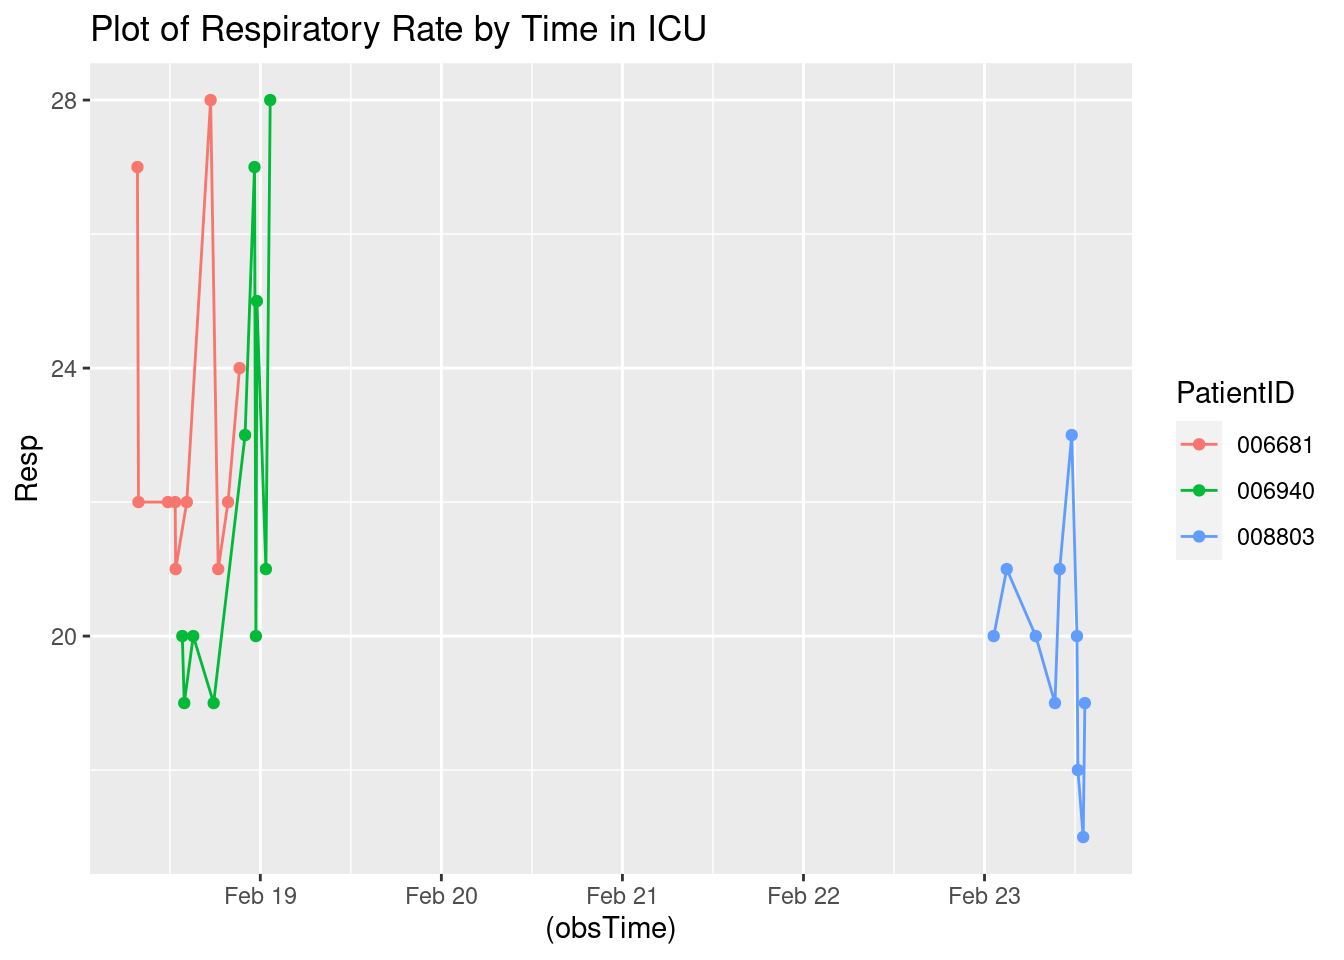 Plot of Respiratory Rate by Time in ICU
28
24
20
Resp
Feb 19
Feb 20
Feb 21
Feb 22
Feb 23
(obsTime)
PatientID
006681
006940
008803